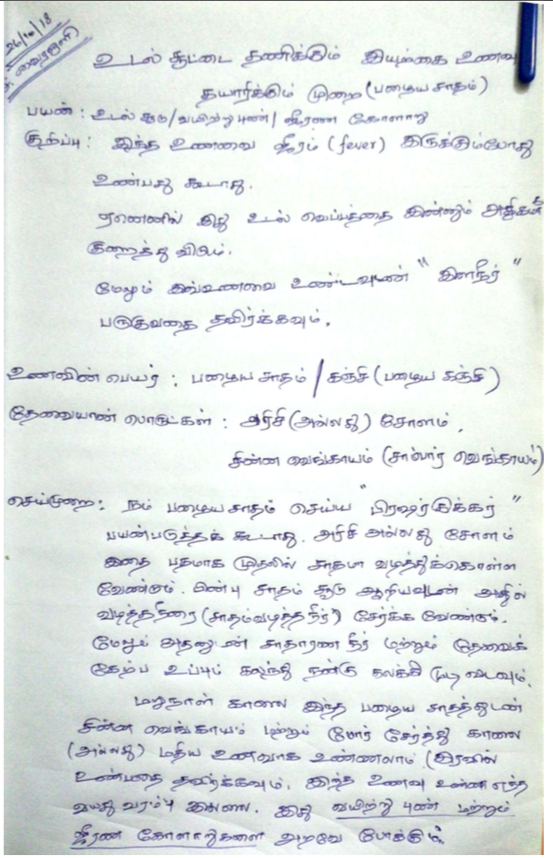 26/10/18
உடல் சூட்டை தணிக்கும் இயற்கை உணவு
தயாரிக்கும் முறை (பழைய சாதம்)
பயன் : உடல் சூடு / வயிற்று புண் / ஜீரண கோளாறு
குறிப்பு : இந்த உணவை ஜீரம் (fever) இருக்கும்போது
உண்பது கூடாது.
ஏனெனில் இது உடல் வெப்பத்தை இன்னும் அதிகமாக
குறைத்து விடும்.
மேலும் இவ்உணவை உண்டவுடன் " இளநீர் "
பருகுவதை தவிர்க்கவும்.
உணவின் பெயர் : பழைய சாதம் / கஞ்சி (பழைய கஞ்சி)
தேவையான பொருட்கள் : அரிசி (அல்லது) சோளம்,
சின்ன வெங்காயம் (சாம்பார் வெங்காயம்)
செய்முறை : நம் பழைய சாதம் செய்ய "பிரஷர் குக்கர்"
பயன்படுத்தக் கூடாது. அரிசி அல்லது சோளம்
இதை பதமாக முதலில் சாதமா வடித்துக்கொள்ள
வேண்டும். பின்பு சாதம் சூடு ஆறியவுடன் அதில்
வடித்தநீரை (சாதம்வடித்த நீர்) சேர்க்க வேண்டும்.
மேலும் அதனுடன் சாதாரண நீர் மற்றும் தேவைக்
கேற்ப உப்பும் கலந்து நன்கு கலக்கி மூடி விடவும்.
மறுநாள் காலை இந்த பழைய சாதத்துடன்
சின்ன வெங்காயம் மற்றும் மோர் சேர்த்து காலை
(அல்லது) மதிய உணவாக உண்ணலாம் (இரவில்
உண்பதை தவிர்க்கவும். இந்த உணவு உண்ண எந்த
வயது வரம்பு இல்லை. இது வயிற்று புண் மற்றும்
ஜீரண கோளாறுகளை அறவே போக்கும்.